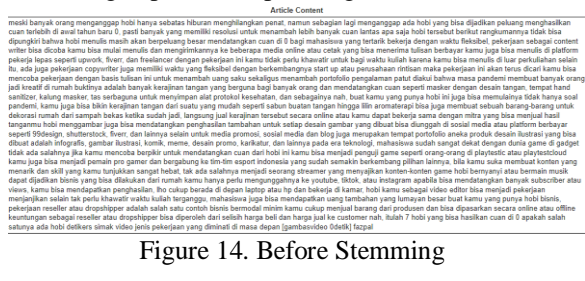 Article Content
meski banyak orang menganggap hobi hanya sebatas hiburan menghilangkan penat, namun sebagian lagi menggangap ada hobi yang bisa dijadikan peluang menghasilkan
cuan terlebih di awal tahun baru 0, pasti banyak yang memiliki resolusi untuk menambah lebih banyak cuan lantas apa saja hobi tersebut berikut rangkumannya tidak bisa
dipungkiri bahwa hobi menulis masih akan berpeluang besar mendatangkan cuan di 0 bagi mahasiswa yang tertarik bekerja dengan waktu fleksibel, pekerjaan sebagai content
writer bisa dicoba kamu bisa mulai menulis dan mengirimkannya ke beberapa media online atau cetak yang bisa menerima tulisan berbayar kamu juga bisa menulis di platform
pekerja lepas seperti upwork, fiverr, dan freelancer dengan pekerjaan ini kamu tidak perlu khawatir untuk bagi waktu kuliah karena kamu bisa menulis di luar perkuliahan selain
itu, ada juga pekerjaan copywriter juga memiliki waktu yang fleksibel dengan berkembangnya start up atau perusahaan rintisan maka pekerjaan ini akan terus dicari kamu bisa
mencoba pekerjaan dengan basis tulisan ini untuk menambah uang saku sekaligus menambah portofolio pengalaman patut diakui bahwa masa pandemi membuat banyak orang
jadi kreatif di rumah buktinya adalah banyak kerajinan tangan yang berguna bagi banyak orang dan mendatangkan cuan seperti masker dengan desain tangan, tempat hand
sanitizer, kalung masker, tas serbaguna untuk menyimpan alat protokol kesehatan, dan sebagainya nah, buat kamu yang punya hobi ini juga bisa memulainya tidak hanya soal
pandemi, kamu juga bisa bikin kerajinan tangan dari suatu yang mudah seperti sabun buatan tangan hingga lilin aromaterapi bisa juga membuat sebuah barang-barang untuk
dekorasi rumah dari sampah bekas ketika sudah jadi, langsung jual kerajinan tersebut secara online atau kamu dapat bekerja sama dengan mitra yang bisa menjual hasil
tanganmu hobi menggambar juga bisa mendatangkan penghasilan tambahan untuk setiap desain gambar yang dibuat bisa diunggah di sosial media atau platform berbayar
seperti 99design, shutterstock, fiverr, dan lainnya selain untuk media promosi, sosial media dan blog juga merupakan tempat portofolio aneka produk desain ilustrasi yang bisa
dibuat adalah infografis, gambar ilustrasi, komik, meme, desain promo, karikatur, dan lainnya pada era teknologi, mahasiswa sudah sangat dekat dengan dunia game di gadget
tidak ada salahnya jika kamu mencoba berpikir untuk mendatangkan cuan dari hobi ini kamu bisa menjadi penguji game seperti orang-orang di playtestic atau playtestcloud
kamu juga bisa menjadi pemain pro gamer dan bergabung ke tim-tim esport indonesia yang sudah semakin berkembang pilihan lainnya, bila kamu suka membuat konten yang
menarik dan skill yang kamu tunjukkan sangat hebat, tak ada salahnya menjadi seorang streamer yang menyajikan konten-konten game hobi bernyanyi atau bermain musik
dapat dijadikan bisnis yang bisa dilakukan dari rumah kamu hanya perlu mengunggahnya ke youtube, tiktok, atau instagram apabila bisa mendatangkan banyak subscriber atau
views, kamu bisa mendapatkan penghasilan, lho cukup berada di depan laptop atau hp dan bekerja di kamar, hobi kamu sebagai video editor bisa menjadi pekerjaan
menjanjikan selain tak perlu khawatir waktu kuliah terganggu, mahasiswa juga bisa mendapatkan uang tambahan yang lumayan besar buat kamu yang punya hobi bisnis,
pekerjaan reseller atau dropshipper adalah salah satu contoh bisnis bermodal minim kamu cukup menjual barang dari produsen dan bisa dipasarkan secara online atau offline
keuntungan sebagai reseller atau dropshipper bisa diperoleh dari selisih harga beli dan harga jual ke customer nah, itulah 7 hobi yang bisa hasilkan cuan di 0 apakah salah
satunya ada hobi detikers simak video jenis pekerjaan yang diminati di masa depan [gambasvideo 0detik] fazpal
Figure 14. Before Stemming